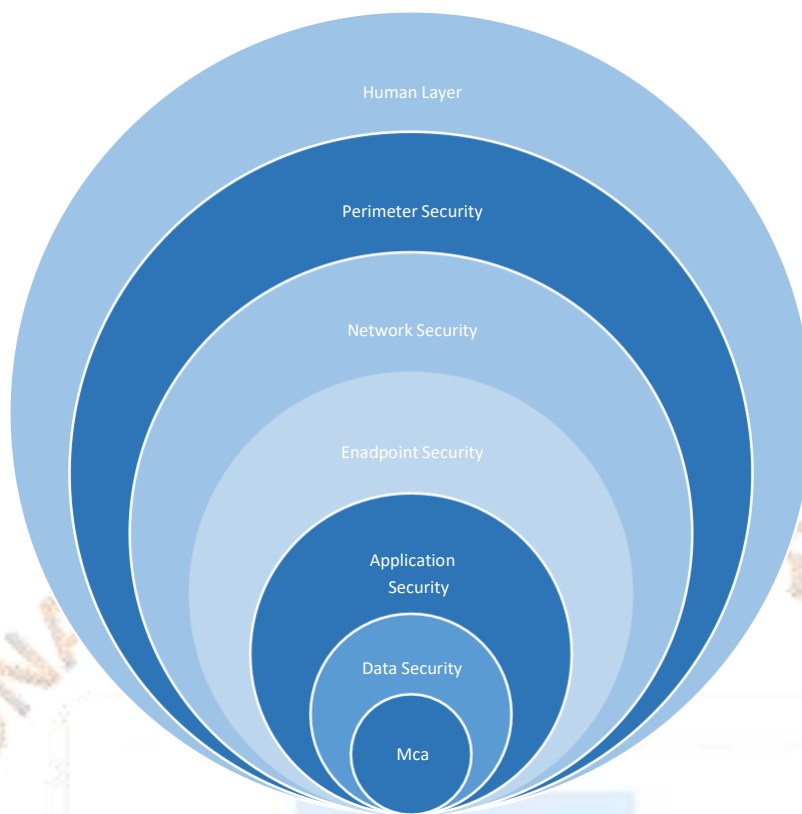 Human Layer
Perimeter Security
Network Security
Enadpoint Security
Application
Security
Data Security
Mca